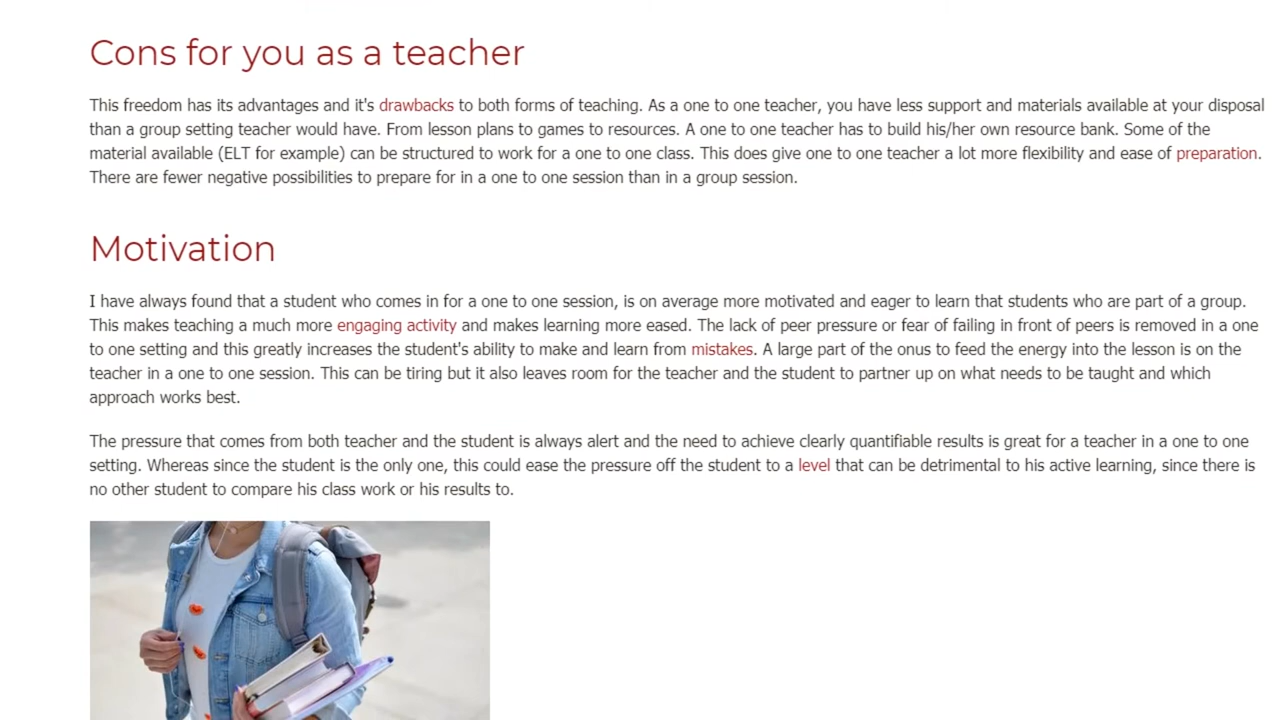 Cons for you as a teacher
This freedom has its advantages and it's drawbacks to both forms of teaching. As a one to one teacher, you have less support and materials available at your disposal
than a group setting teacher would have. From lesson plans to games to resources. A one to one teacher has to build his/her own resource bank. Some of the
material available (ELT for example) can be structured to work for a one to one class. This does give one to one teacher a lot more flexibility and ease of preparation.
There are fewer negative possibilities to prepare for in a one to one session than in a group session.
Motivation
I have always found that a student who comes in for a one to one session, is on average more motivated and eager to learn that students who are part of a group.
This makes teaching a much more engaging activity and makes learning more eased. The lack of peer pressure or fear of failing in front of peers is removed in a one
to one setting and this greatly increases the student's ability to make and learn from mistakes. A large part of the onus to feed the energy into the lesson is on the
teacher in a one to one session. This can be tiring but it also leaves room for the teacher and the student to partner up on what needs to be taught and which
approach works best.
The pressure that comes from both teacher and the student is always alert and the need to achieve clearly quantifiable results is great for a teacher in a one to one
setting. Whereas since the student is the only one, this could ease the pressure off the student to a level that can be detrimental to his active learning, since there is
no other student to compare his class work or his results to.